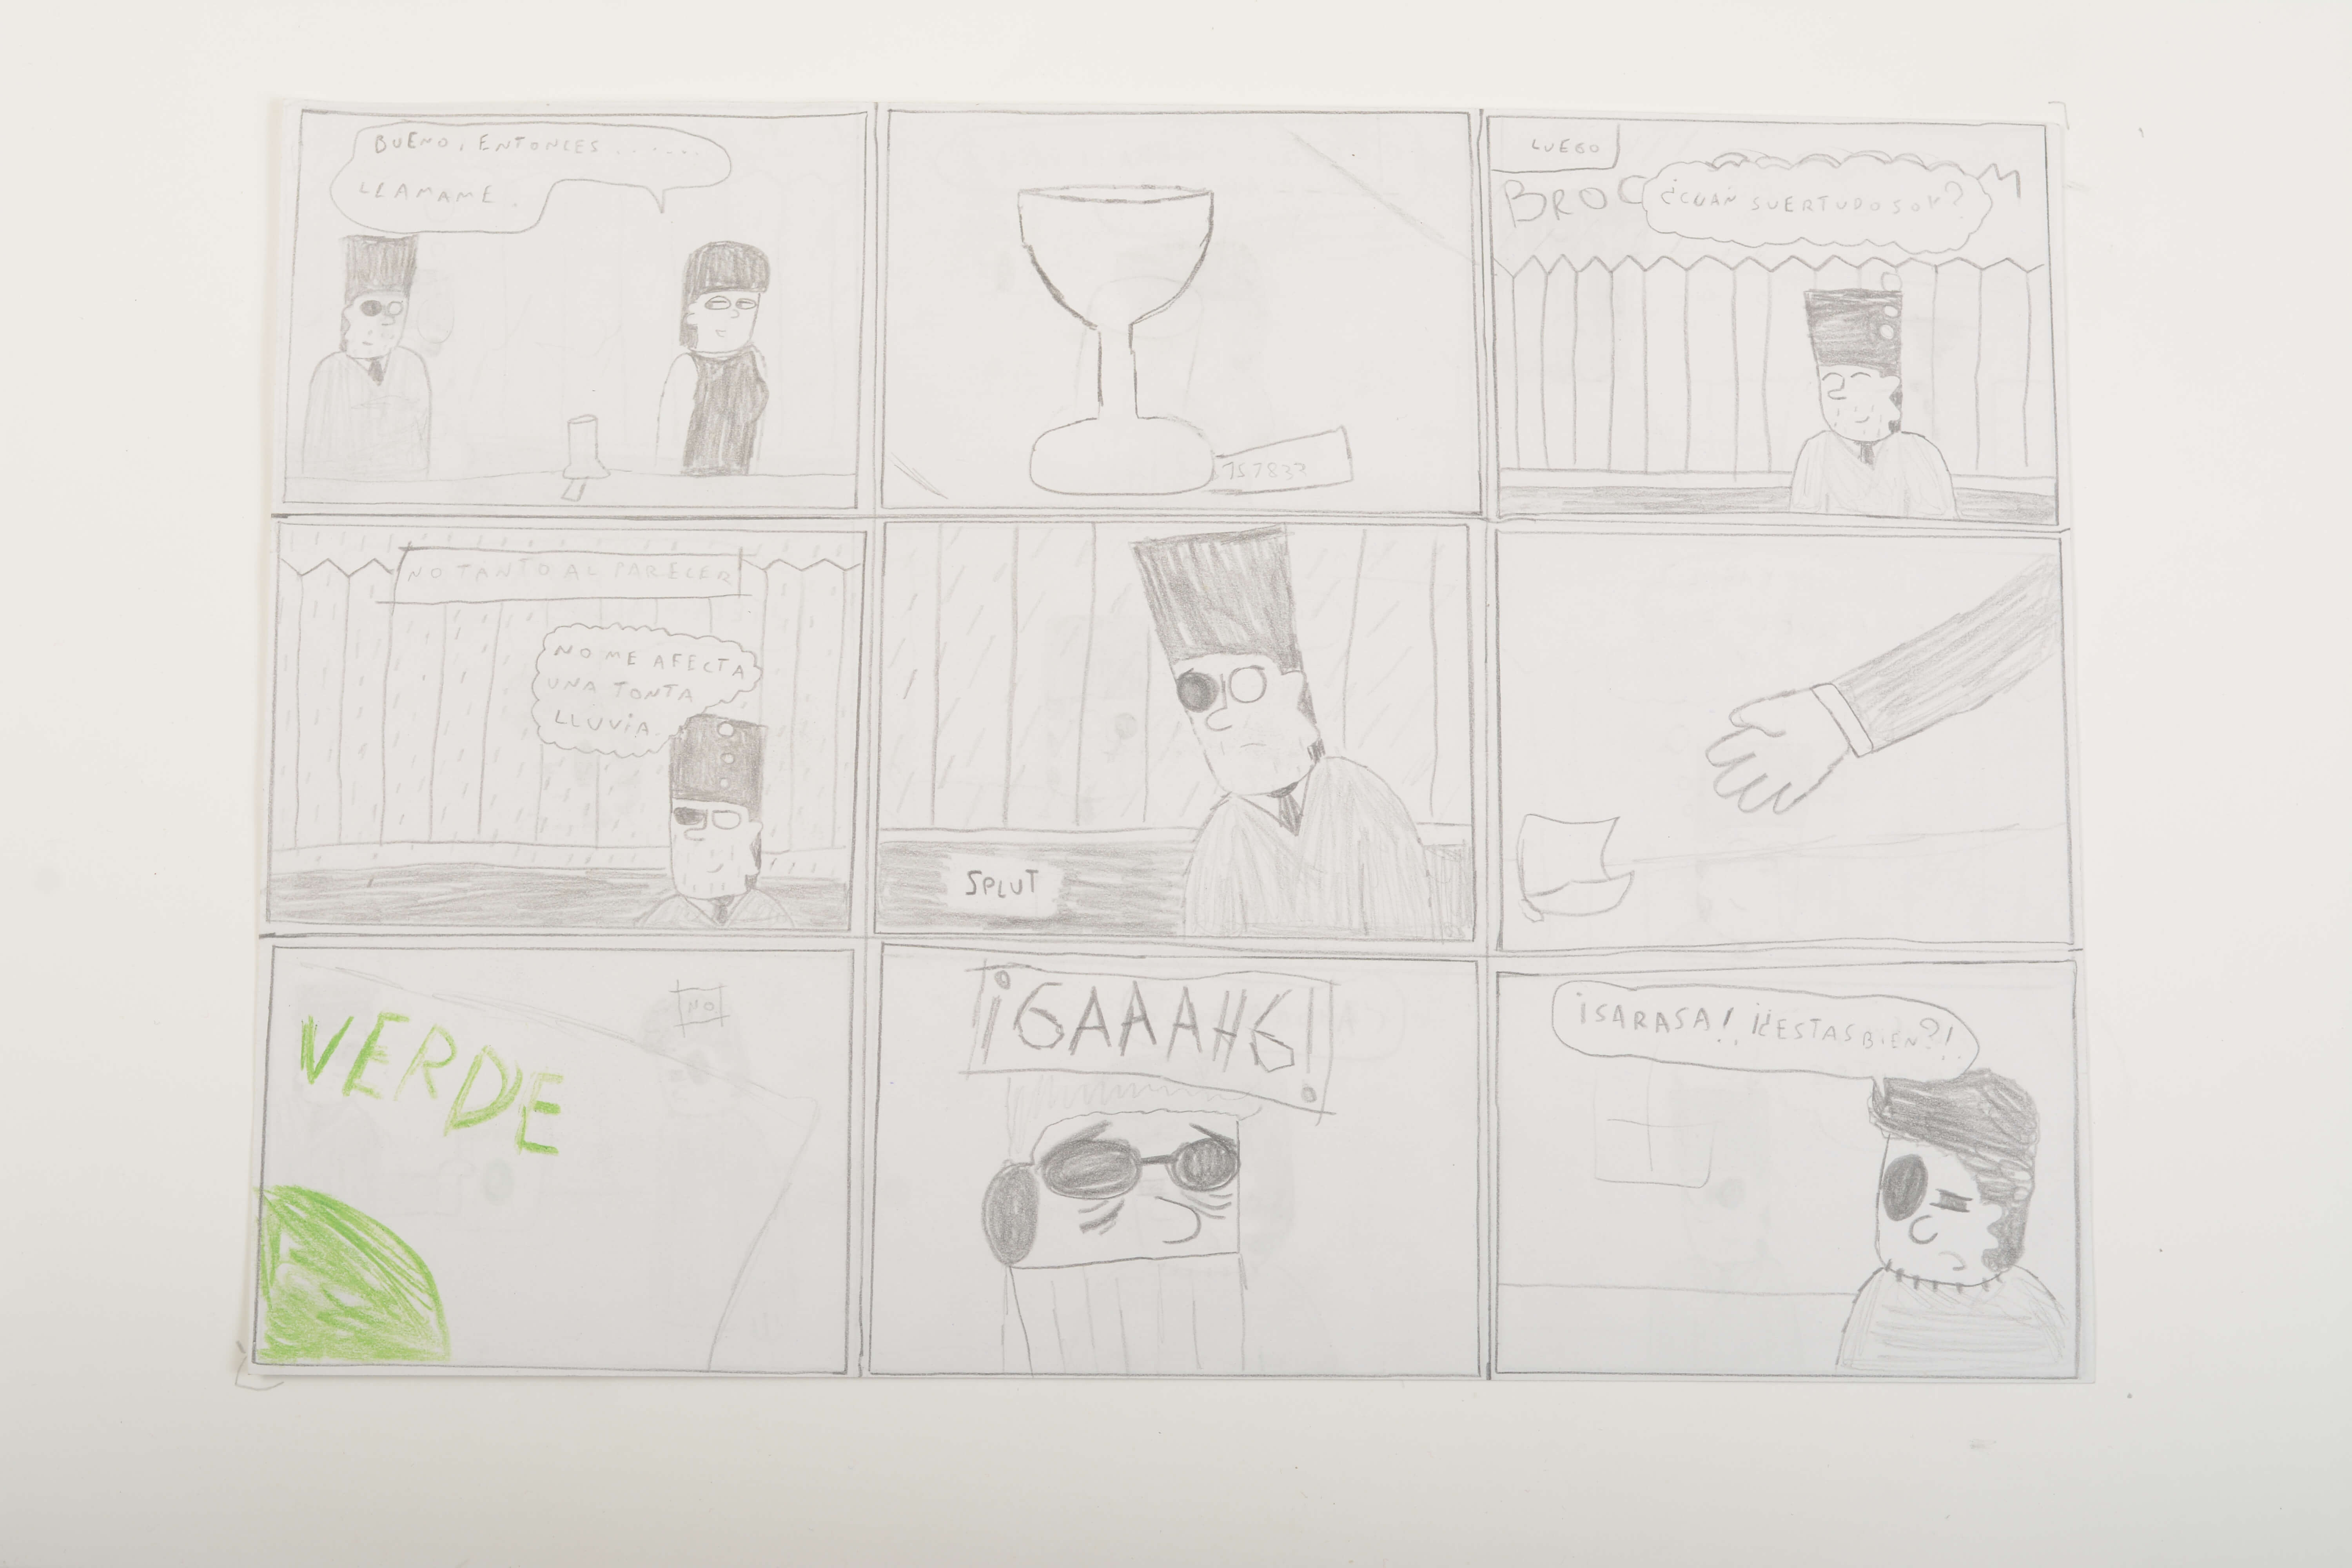 BUENO, ENTONCES.......
LLAMAME.
LUEGO
¿CUAN SUERTUDO SOY?
NO TANTO AL PARECER
NO ME AFECTA
UNA TONTA
LLUViA.
SPLUT
VERDE
NO
¡GAAAHG!
¡SARASA! ¡¿ESTAS BiEN?!